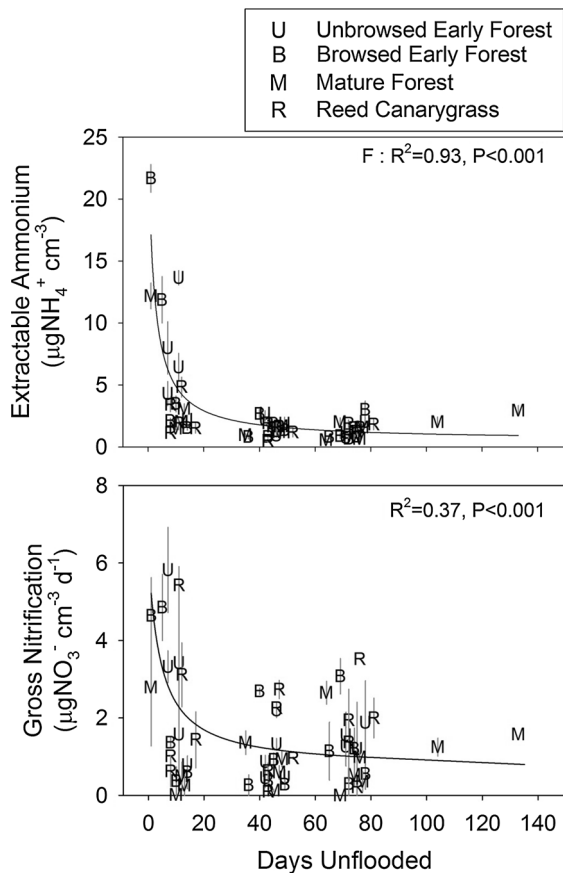 U Unbrowsed Early Forest
B Browsed Early Forest
M Mature Forest
R Reed Canarygrass
F : R²=0.93, P<0.001
Extractable Ammonium
(µgNH₄⁺ cm⁻³)
25
20
15
10
5
0
R²=0.37, P<0.001
Gross Nitrification
(µgNO₃⁻ cm⁻³ d⁻¹)
8
6
4
2
0
0 20 40 60 80 100 120 140
Days Unflooded